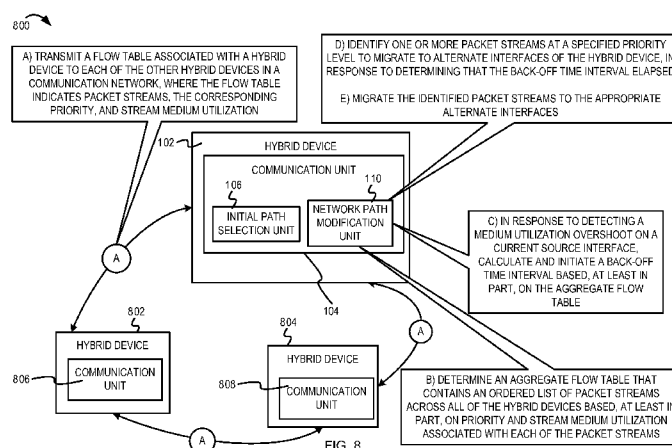 800
A) TRANSMIT A FLOW TABLE ASSOCIATED WITH A HYBRID
DEVICE TO EACH OF THE OTHER HYBRID DEVICES IN A
COMMUNICATION NETWORK, WHERE THE FLOW TABLE
INDICATES PACKET STREAMS, THE CORRESPONDING
PRIORITY, AND STREAM MEDIUM UTILIZATION
D) IDENTIFY ONE OR MORE PACKET STREAMS AT A SPECIFIED PRIORITY
LEVEL TO MIGRATE TO ALTERNATE INTERFACES OF THE HYBRID DEVICE, IN
RESPONSE TO DETERMINING THAT THE BACK-OFF TIME INTERVAL ELAPSED
E) MIGRATE THE IDENTIFIED PACKET STREAMS TO THE APPROPRIATE
ALTERNATE INTERFACES
102
HYBRID DEVICE
COMMUNICATION UNIT
106
110
INITIAL PATH
SELECTION UNIT
NETWORK PATH
MODIFICATION
UNIT
104
C) IN RESPONSE TO DETECTING A
MEDIUM UTILIZATION OVERSHOOT ON A
CURRENT SOURCE INTERFACE,
CALCULATE AND INITIATE A BACK-OFF
TIME INTERVAL BASED, AT LEAST IN
PART, ON THE AGGREGATE FLOW
TABLE
A
802
HYBRID DEVICE
806
COMMUNICATION
UNIT
804
HYBRID DEVICE
808
COMMUNICATION
UNIT
A
A
B) DETERMINE AN AGGREGATE FLOW TABLE THAT
CONTAINS AN ORDERED LIST OF PACKET STREAMS
ACROSS ALL OF THE HYBRID DEVICES BASED, AT LEAST IN
PART, ON PRIORITY AND STREAM MEDIUM UTILIZATION
ASSOCIATED WITH EACH OF THE PACKET STREAMS
FIG. 8